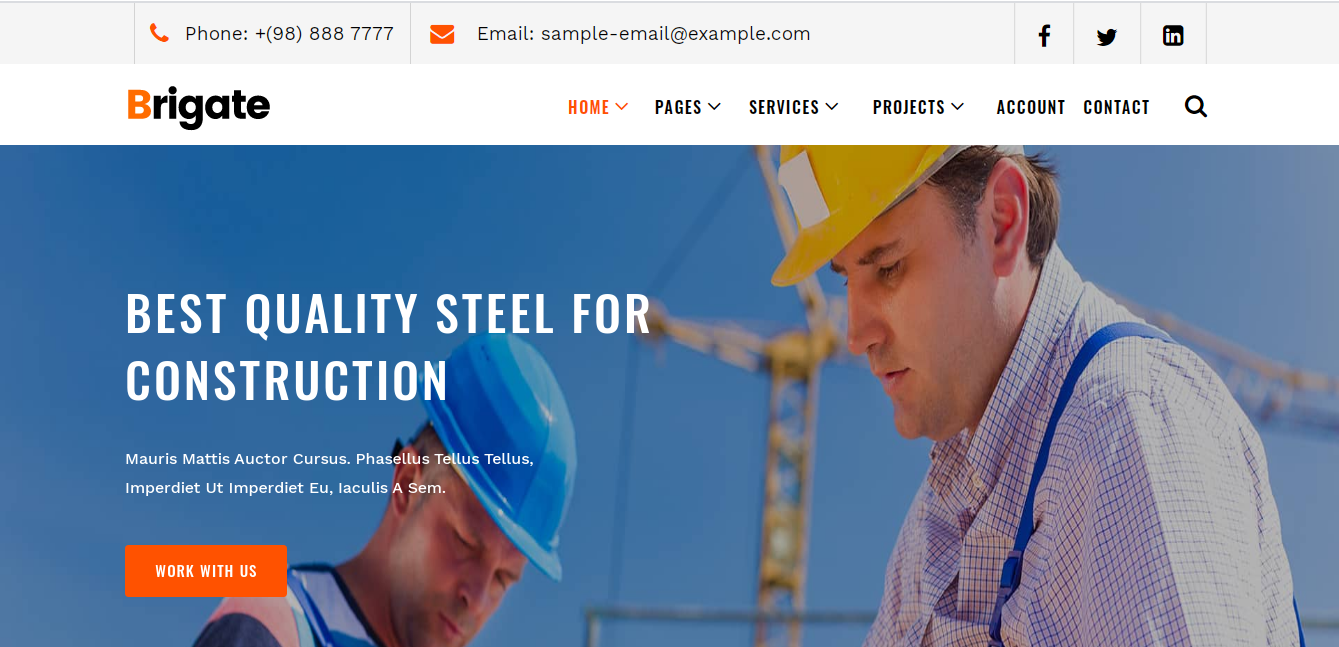 Phone: +(98) 888 7777
Email: sample-email@example.com
Brigate
HOME PAGES SERVICES PROJECTS ACCOUNT CONTACT
BEST QUALITY STEEL FOR
CONSTRUCTION
Mauris Mattis Auctor Cursus. Phasellus Tellus Tellus,
Imperdiet Ut Imperdiet Eu, Iaculis A Sem.
WORK WITH US